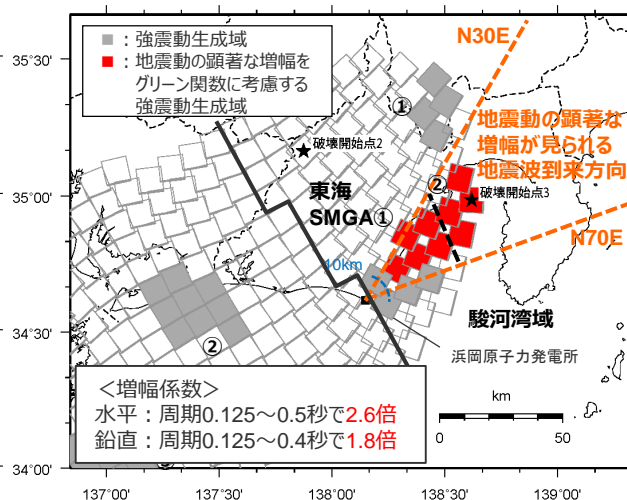 35°30'
35°00'
34°30'
34°00'
137°00'
137°30'
138°00'
138°30'
139°00'
■：強震動生成域
■：地震動の顕著な増幅を
グリーン関数に考慮する
強震動生成域
N30E
地震動の顕著な
増幅が見られる
地震波到来方向
N70E
①
破壊開始点2
②
破壊開始点3
東海
SMGA①
10km
駿河湾域
浜岡原子力発電所
②
＜増幅係数＞
水平：周期0.125～0.5秒で2.6倍
鉛直：周期0.125～0.4秒で1.8倍
km
0
50